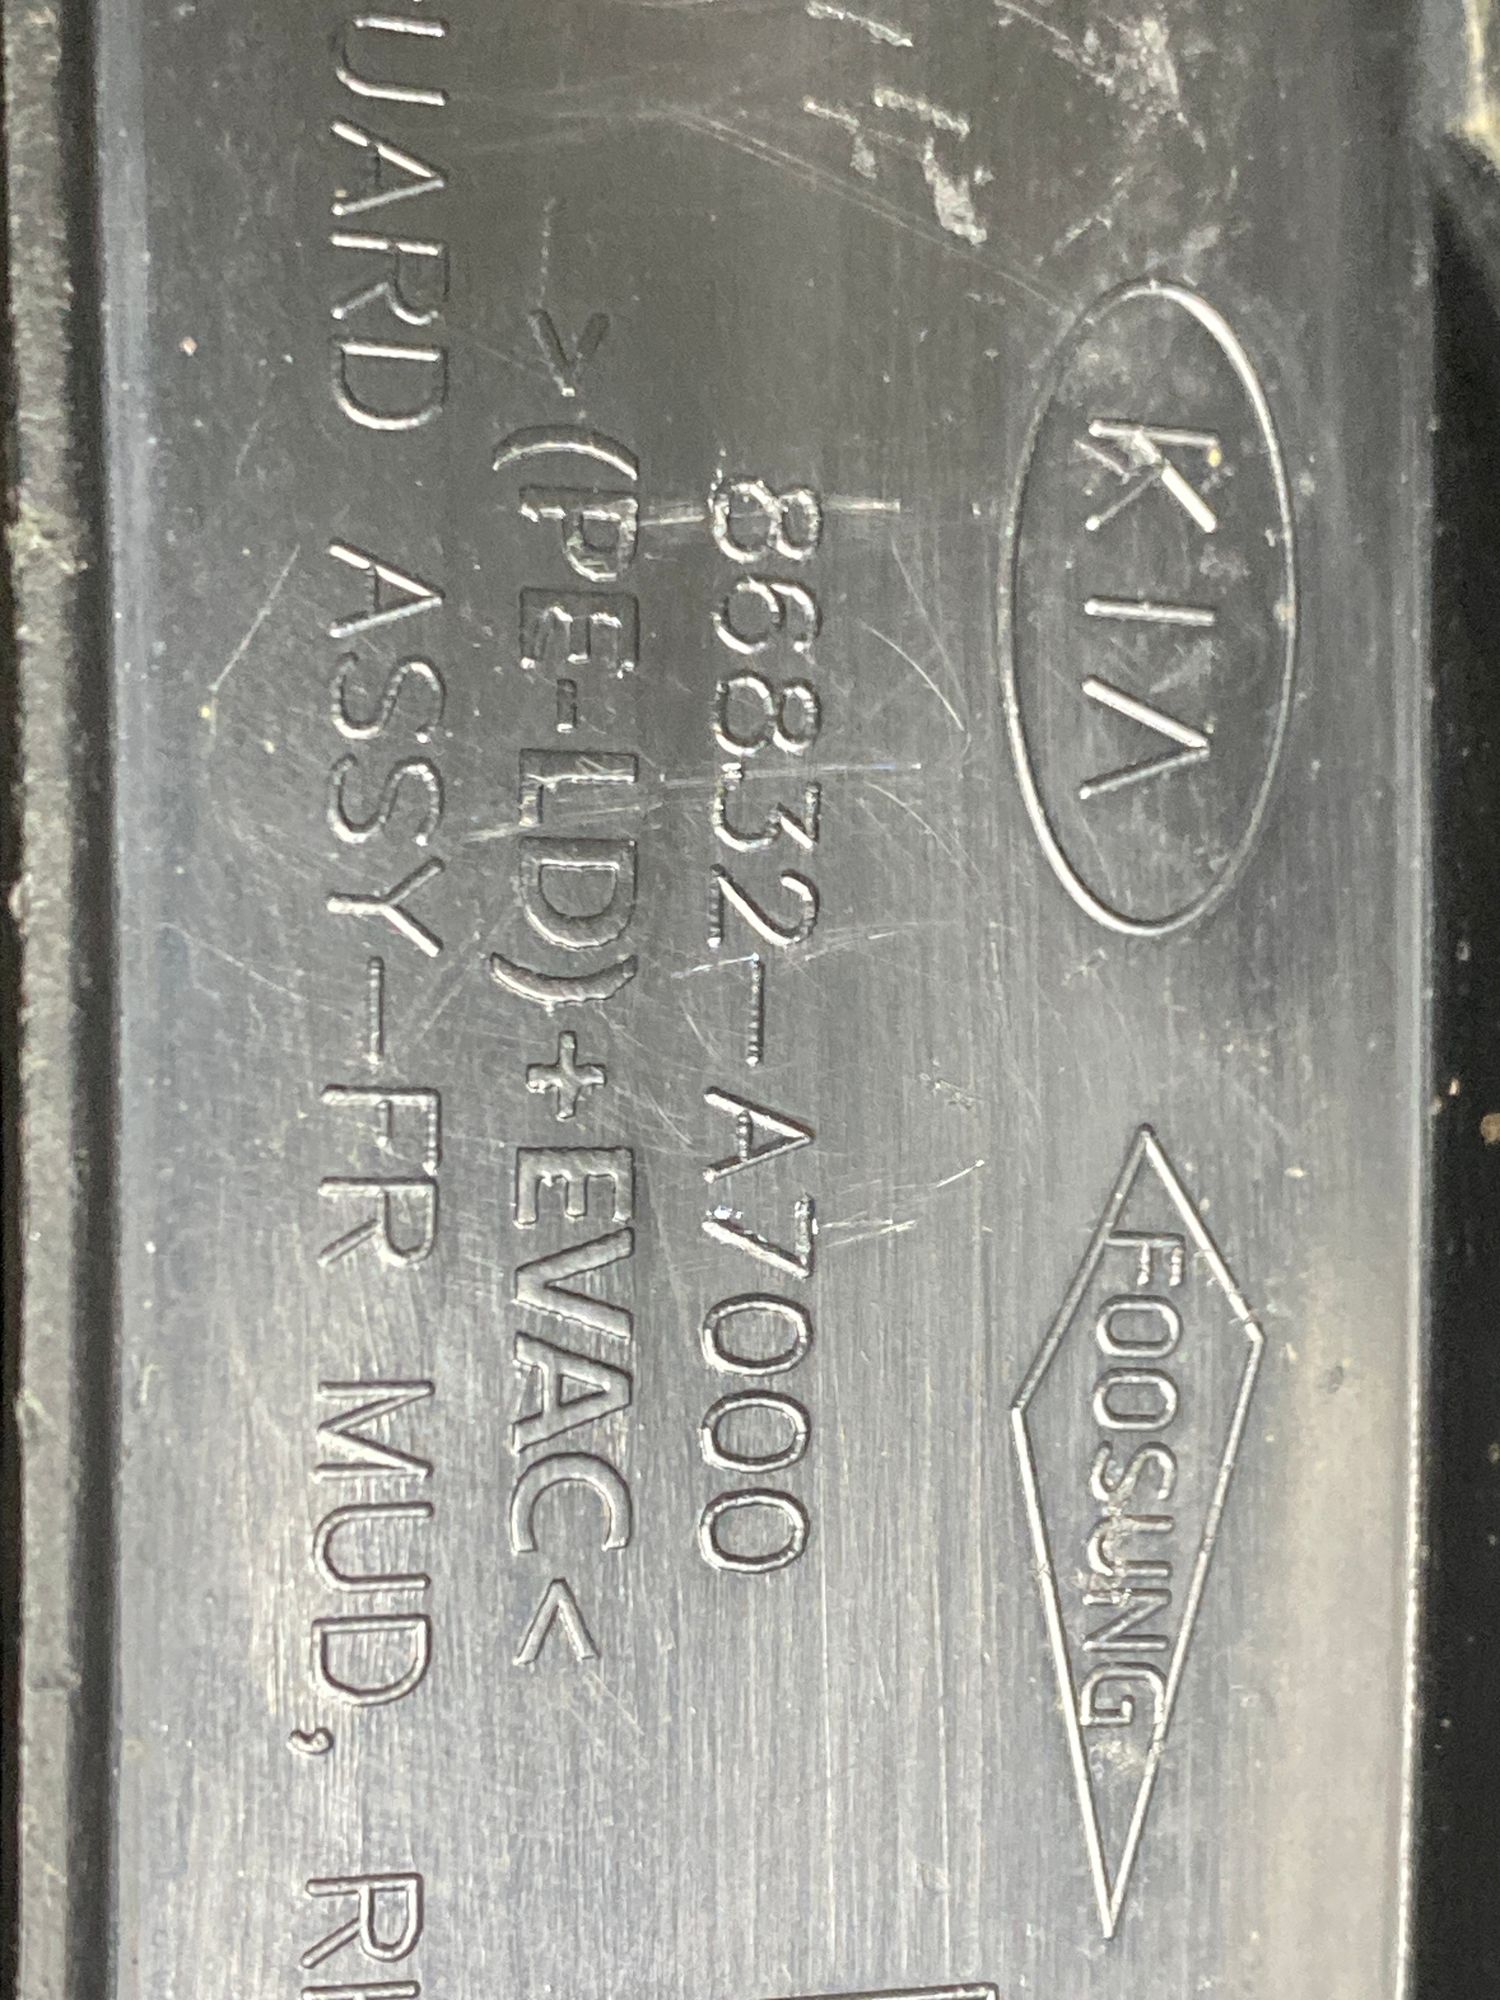 KIA FOOSUNG
86832-A7000
>(PE-LD)+EVAC<
UARD ASSY-FR MUD, R